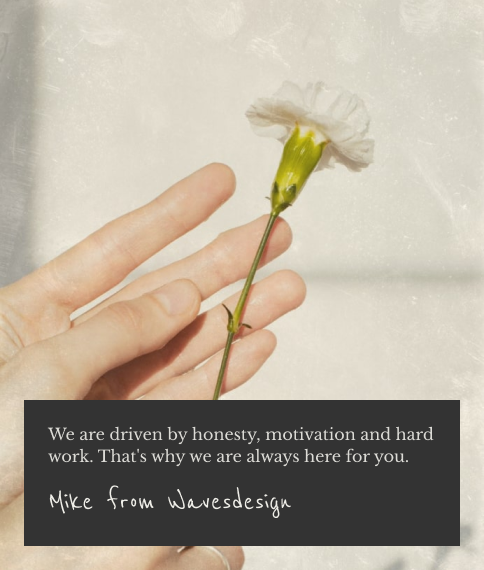 We are driven by honesty, motivation and hard
work. That's why we are always here for you.
Mike from Wavesdesign